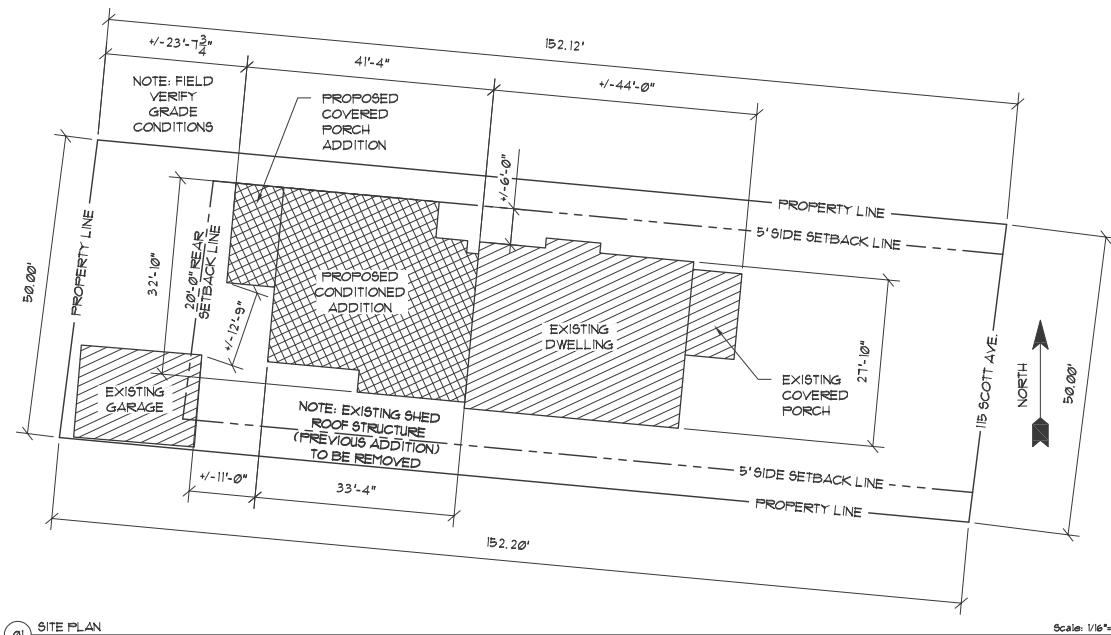 152.12'
+/-23'-7 3/4"
41'-4"
+/-44'-0"
NOTE: FIELD
VERIFY
GRADE
CONDITIONS
PROPOSED
COVERED
PORCH
ADDITION
+/-6'-0"
PROPERTY LINE
5' SIDE SETBACK LINE
50.00'
PROPERTY LINE
32'-10"
20'-0" REAR
SETBACK LINE
+/-12'-9"
PROPOSED
CONDITIONED
ADDITION
EXISTING
DWELLING
27'-10"
EXISTING
COVERED
PORCH
115 SCOTT AVE.
NORTH
50.00'
EXISTING
GARAGE
NOTE: EXISTING SHED
ROOF STRUCTURE
(PREVIOUS ADDITION)
TO BE REMOVED
+/-11'-0"
33'-4"
5' SIDE SETBACK LINE
PROPERTY LINE
152.20'
01
SITE PLAN
Scale: 1/16"=